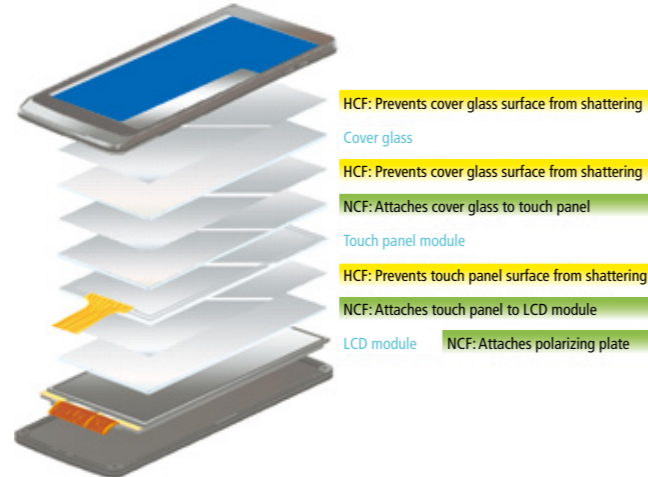 HCF: Prevents cover glass surface from shattering
Cover glass
HCF: Prevents cover glass surface from shattering
NCF: Attaches cover glass to touch panel
Touch panel module
HCF: Prevents touch panel surface from shattering
NCF: Attaches touch panel to LCD module
LCD module NCF: Attaches polarizing plate